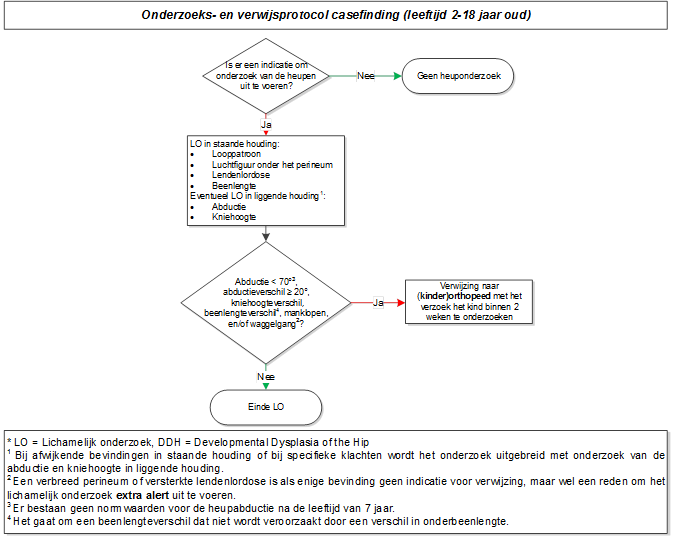 Onderzoeks- en verwijsprotocol casefinding (leeftijd 2-18 jaar oud)
Is er een indicatie om
onderzoek van de heupen
uit te voeren?
Nee
Geen heuponderzoek
Ja
LO in staande houding:
• Looppatroon
• Luchtfiguur onder het perineum
• Lendenlordose
• Beenlengte
Eventueel LO in liggende houding¹:
• Abductie
• Kniehoogte
Abductie < 70°³,
abductieverschil ≥ 20°,
kniehoogteverschil,
beenlengteverschil⁴, manklopen,
en/of waggelgang²?
Ja
Verwijzing naar
(kinder)orthopeed met het
verzoek het kind binnen 2
weken te onderzoeken
Nee
Einde LO
* LO = Lichamelijk onderzoek, DDH = Developmental Dysplasia of the Hip
¹ Bij afwijkende bevindingen in staande houding of bij specifieke klachten wordt het onderzoek uitgebreid met onderzoek van de
abductie en kniehoogte in liggende houding.
² Een verbreed perineum of versterkte lendenlordose is als enige bevinding geen indicatie voor verwijzing, maar wel een reden om het
lichamelijk onderzoek extra alert uit te voeren.
³ Er bestaan geen normwaarden voor de heupabductie na de leeftijd van 7 jaar.
⁴ Het gaat om een beenlengteverschil dat niet wordt veroorzaakt door een verschil in onderbeenlengte.